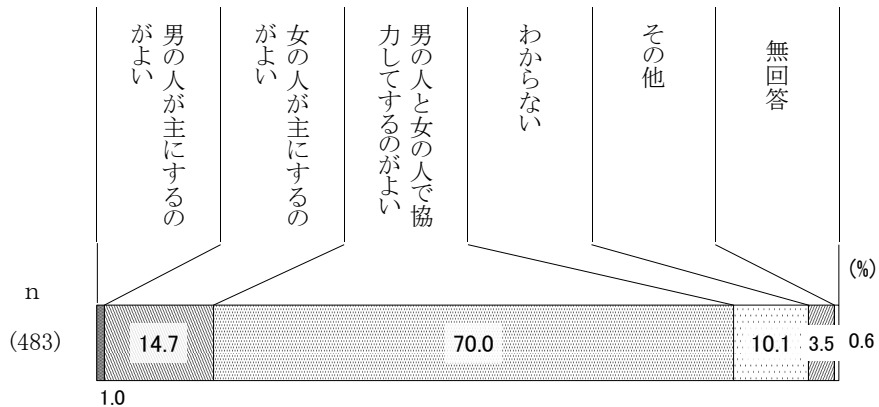 男の人が主にするの
がよい
女の人が主にするの
がよい
男の人と女の人で協
力してするのがよい
わからない
その他
無回答
(%)
n
(483)
14.7
70.0
10.1
3.5
0.6
1.0